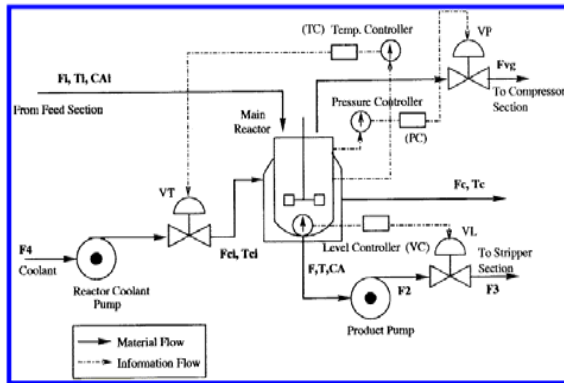 (TC) Temp. Controller
VP
Fvg
To Compressor
Section
Fi, Ti, CAi
From Feed Section
Main
Reactor
Pressure Controller
(PC)
Fc, Tc
VT
F4
Coolant
Fci, Tci
Reactor Coolant
Pump
Level Controller (VC)
VL
To Stripper
Section
F,T,CA
F2
F3
Product Pump
Material Flow
Information Flow